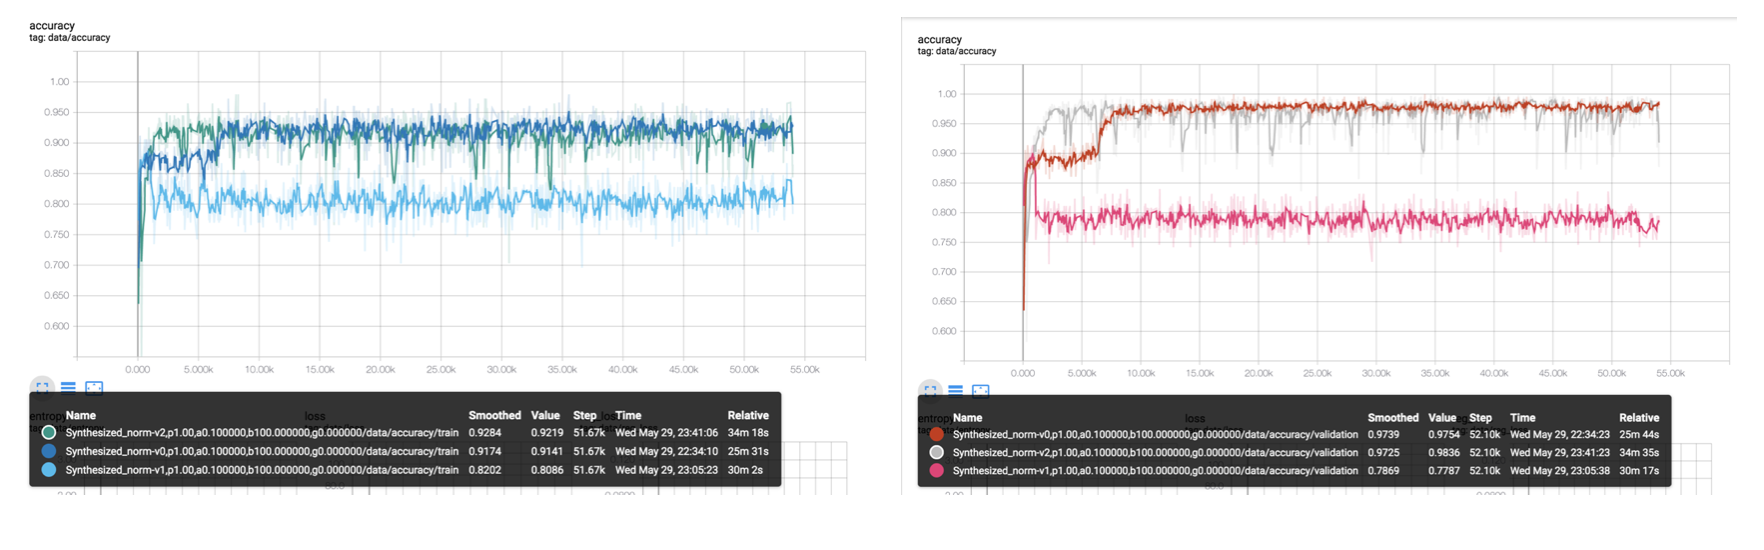 accuracy
tag: data/accuracy
1.00
0.950
0.900
0.850
0.800
0.750
0.700
0.650
0.600
0.000 5.000k 10.00k 15.00k 20.00k 25.00k 30.00k 35.00k 40.00k 45.00k 50.00k 55.00k
entropy loss
Name Smoothed Value Step Time Relative
Synthesized_norm-v2,p1.00,a0.100000,b100.000000,g0.000000/data/accuracy/train 0.9284 0.9219 51.67k Wed May 29, 23:41:06 34m 18s
Synthesized_norm-v0,p1.00,a0.100000,b100.000000,g0.000000/data/accuracy/train 0.9174 0.9141 51.67k Wed May 29, 22:34:10 25m 31s
Synthesized_norm-v1,p1.00,a0.100000,b100.000000,g0.000000/data/accuracy/train 0.8202 0.8086 51.67k Wed May 29, 23:05:23 30m 2s
accuracy
tag: data/accuracy
1.00
0.950
0.900
0.850
0.800
0.750
0.700
0.650
0.600
0.000 5.000k 10.00k 15.00k 20.00k 25.00k 30.00k 35.00k 40.00k 45.00k 50.00k 55.00k
entropy loss
Name Smoothed Value Step Time Relative
Synthesized_norm-v0,p1.00,a0.100000,b100.000000,g0.000000/data/accuracy/validation 0.9739 0.9754 52.10k Wed May 29, 22:34:23 25m 44s
Synthesized_norm-v2,p1.00,a0.100000,b100.000000,g0.000000/data/accuracy/validation 0.9725 0.9836 52.10k Wed May 29, 23:41:23 34m 35s
Synthesized_norm-v1,p1.00,a0.100000,b100.000000,g0.000000/data/accuracy/validation 0.7869 0.7787 52.10k Wed May 29, 23:05:38 30m 17s